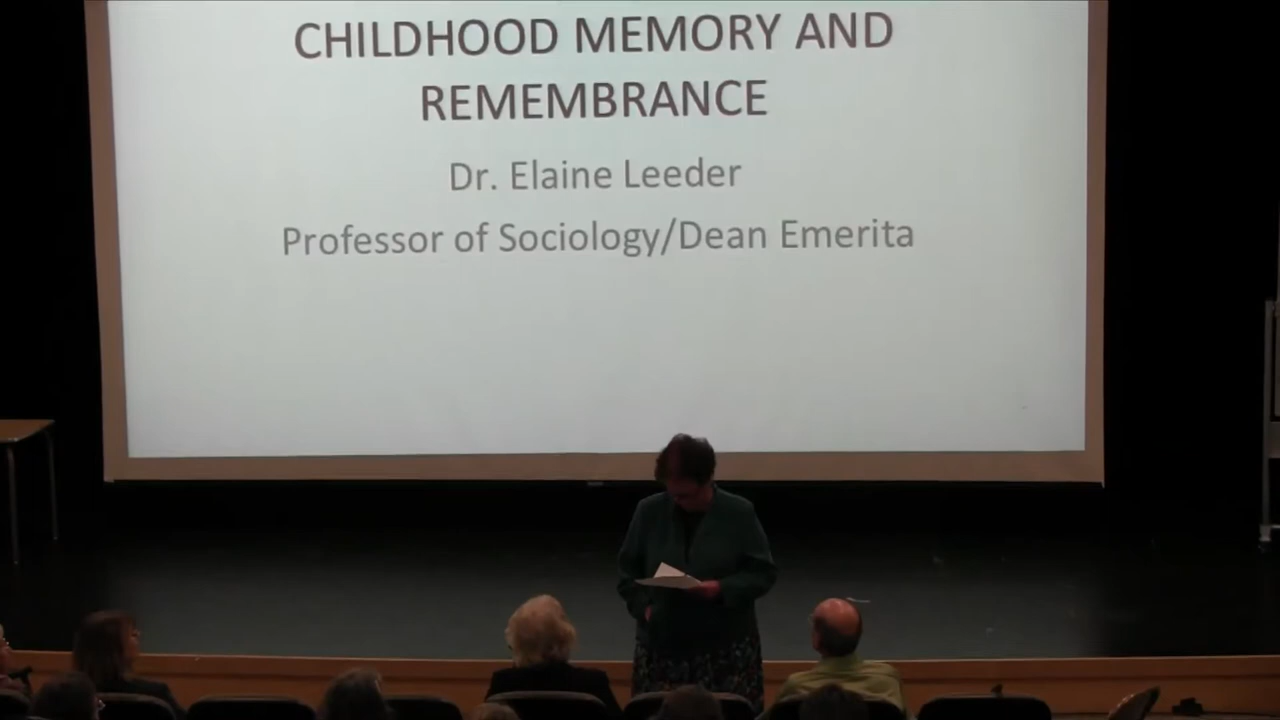 CHILDHOOD MEMORY AND
REMEMBRANCE
Dr. Elaine Leeder
Professor of Sociology/Dean Emerita